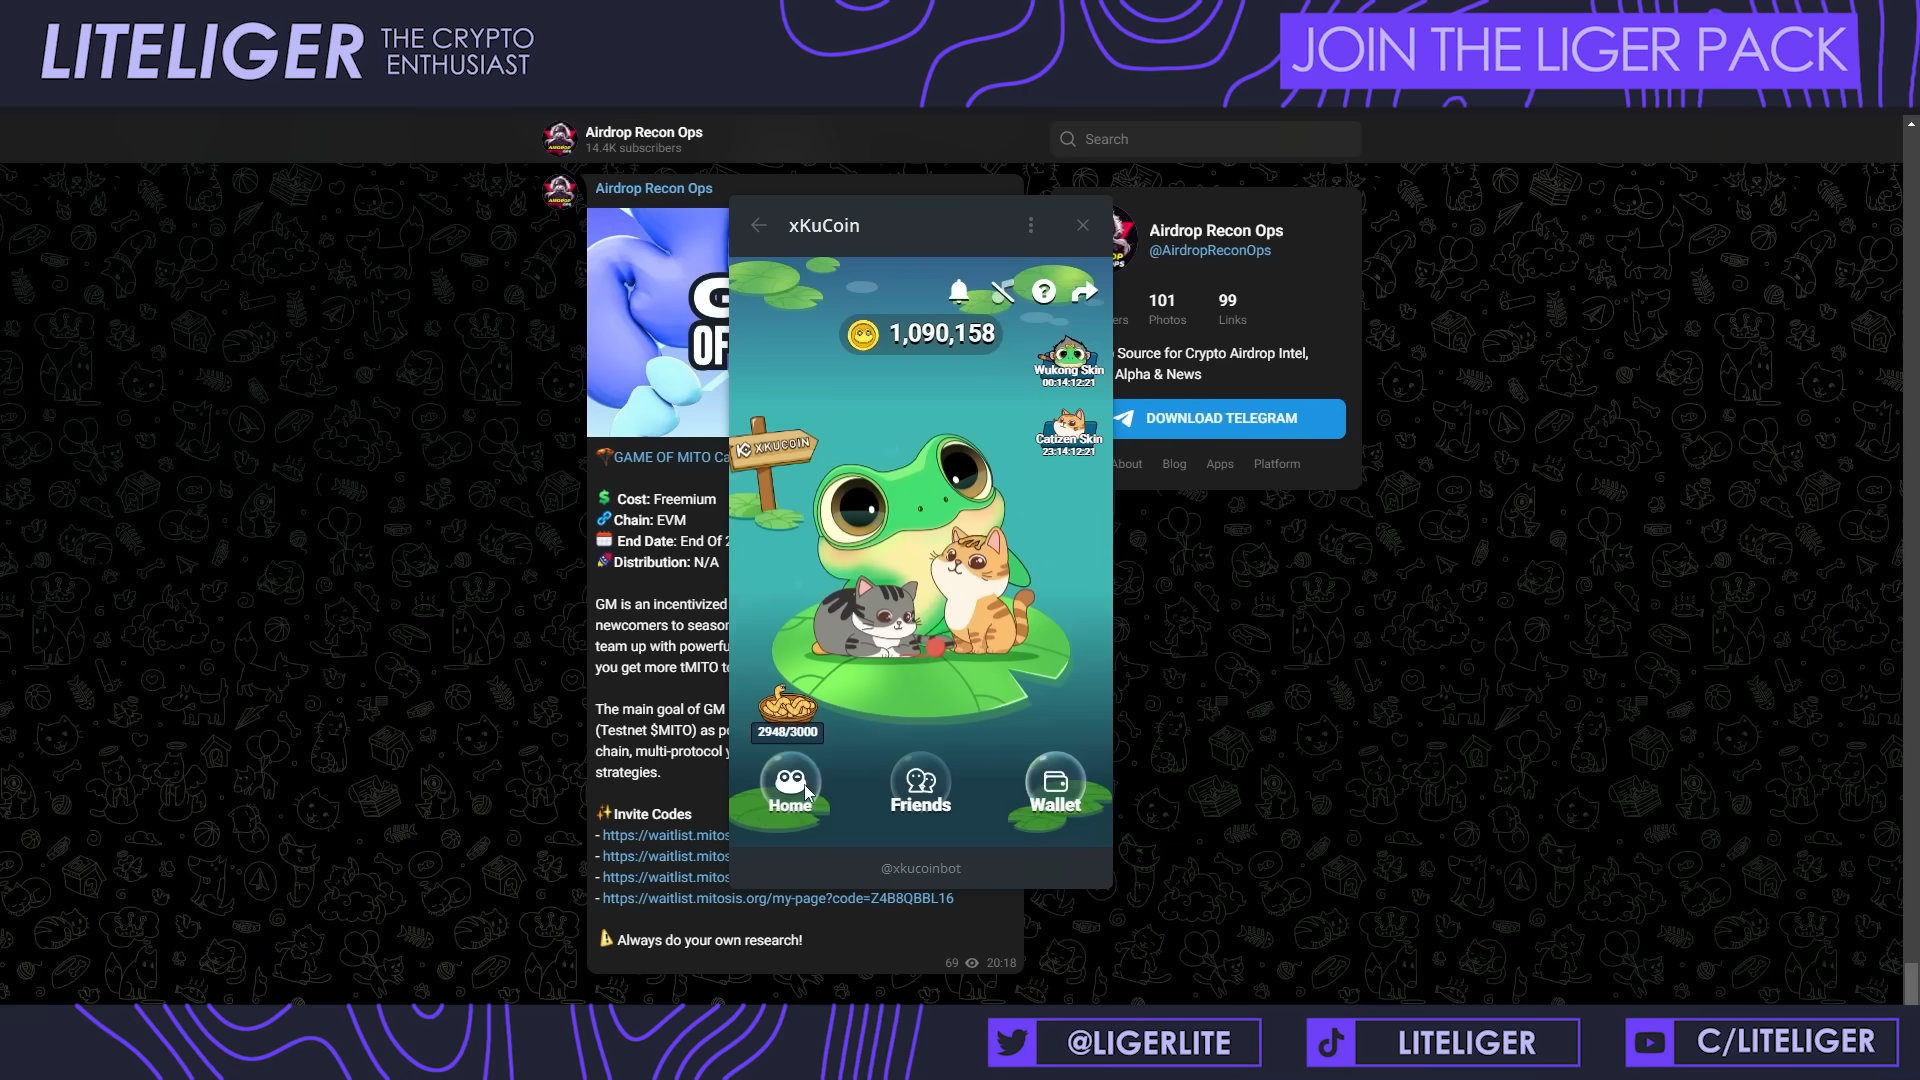 LITELIGER
THE CRYPTO
ENTHUSIAST
JOIN THE LIGER PACK
Airdrop Recon Ops
14.4K subscribers
Search
Airdrop Recon Ops
xKuCoin
1,090,158
Wukong Skin
00:14:12:21
Catizen Skin
23:14:12:21
XKUCOIN
2948/3000
Home
Friends
Wallet
@xkucoinbot
G
OF
GAME OF MITO Ca
Cost: Freemium
Chain: EVM
End Date: End Of 2
Distribution: N/A
GM is an incentivized
newcomers to season
team up with powerfu
you get more tMITO to
The main goal of GM
(Testnet $MITO) as po
chain, multi-protocol y
strategies.
Invite Codes
- https://waitlist.mitos
- https://waitlist.mitos
- https://waitlist.mitos
- https://waitlist.mitosis.org/my-page?code=Z4B8QBBL16
Always do your own research!
69 20:18
Airdrop Recon Ops
@AirdropReconOps
101
99
ers
Photos
Links
Source for Crypto Airdrop Intel,
Alpha & News
DOWNLOAD TELEGRAM
About
Blog
Apps
Platform
@LIGERLITE
LITELIGER
C/LITELIGER